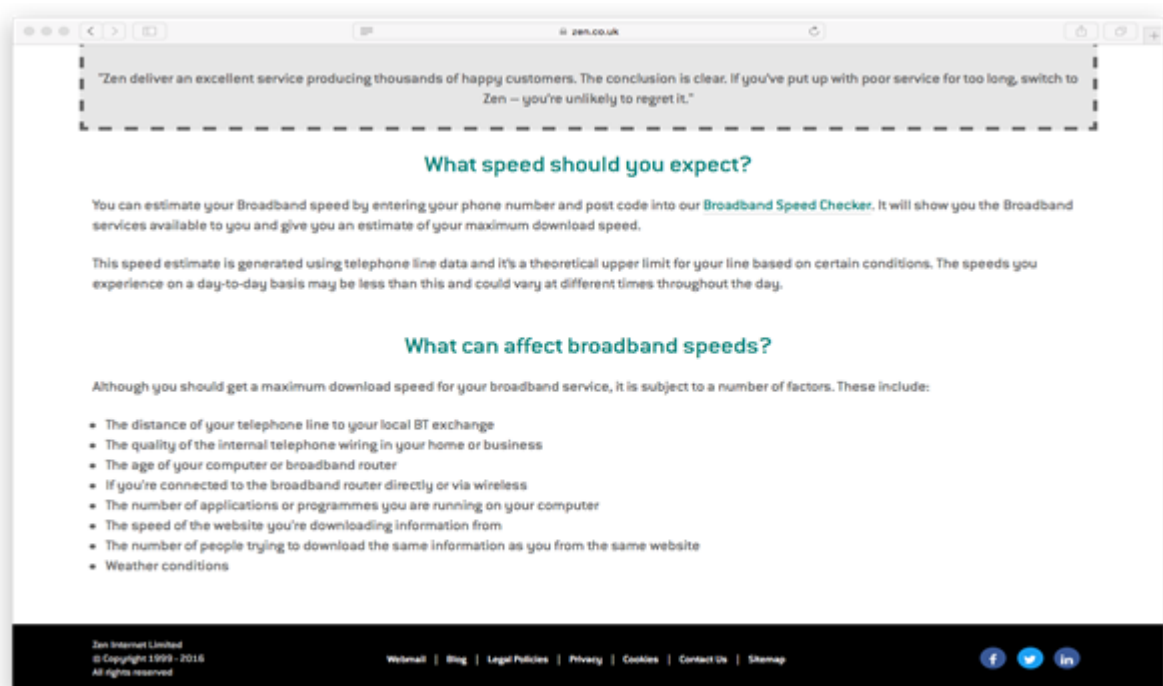 zen.co.uk
"Zen deliver an excellent service producing thousands of happy customers. The conclusion is clear. If you've put up with poor service for too long, switch to
Zen – you're unlikely to regret it."
What speed should you expect?
You can estimate your Broadband speed by entering your phone number and post code into our Broadband Speed Checker. It will show you the Broadband
services available to you and give you an estimate of your maximum download speed.
This speed estimate is generated using telephone line data and it's a theoretical upper limit for your line based on certain conditions. The speeds you
experience on a day-to-day basis may be less than this and could vary at different times throughout the day.
What can affect broadband speeds?
Although you should get a maximum download speed for your broadband service, it is subject to a number of factors. These include:
• The distance of your telephone line to your local BT exchange
• The quality of the internal telephone wiring in your home or business
• The age of your computer or broadband router
• If you're connected to the broadband router directly or via wireless
• The number of applications or programmes you are running on your computer
• The speed of the website you're downloading information from
• The number of people trying to download the same information as you from the same website
• Weather conditions
Zen Internet Limited
© Copyright 1999 - 2016
All rights reserved
Webmail | Blog | Legal Policies | Privacy | Cookies | Contact Us | Sitemap
f in